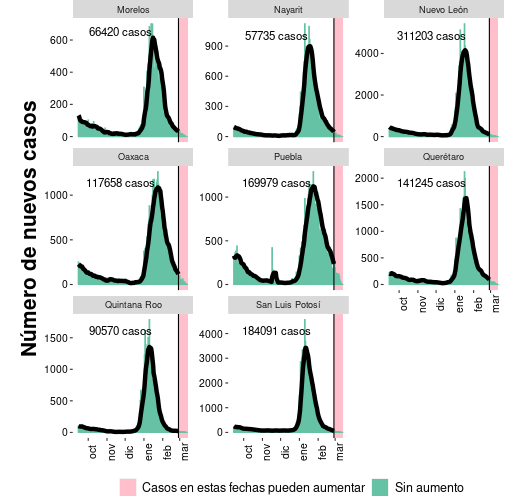 Morelos
Nayarit
Nuevo León
66420 casos
57735 casos
311203 casos
600
400
200
0
900
600
300
0
4000
2000
0
Oaxaca
Puebla
Querétaro
117658 casos
169979 casos
141245 casos
1000
500
0
1000
500
0
2000
1500
1000
500
0
Quintana Roo
San Luis Potosí
90570 casos
184091 casos
1500
1000
500
0
4000
3000
2000
1000
0
oct
nov
dic
ene
feb
mar
oct
nov
dic
ene
feb
mar
oct
nov
dic
ene
feb
mar
Número de nuevos casos
Casos en estas fechas pueden aumentar
Sin aumento